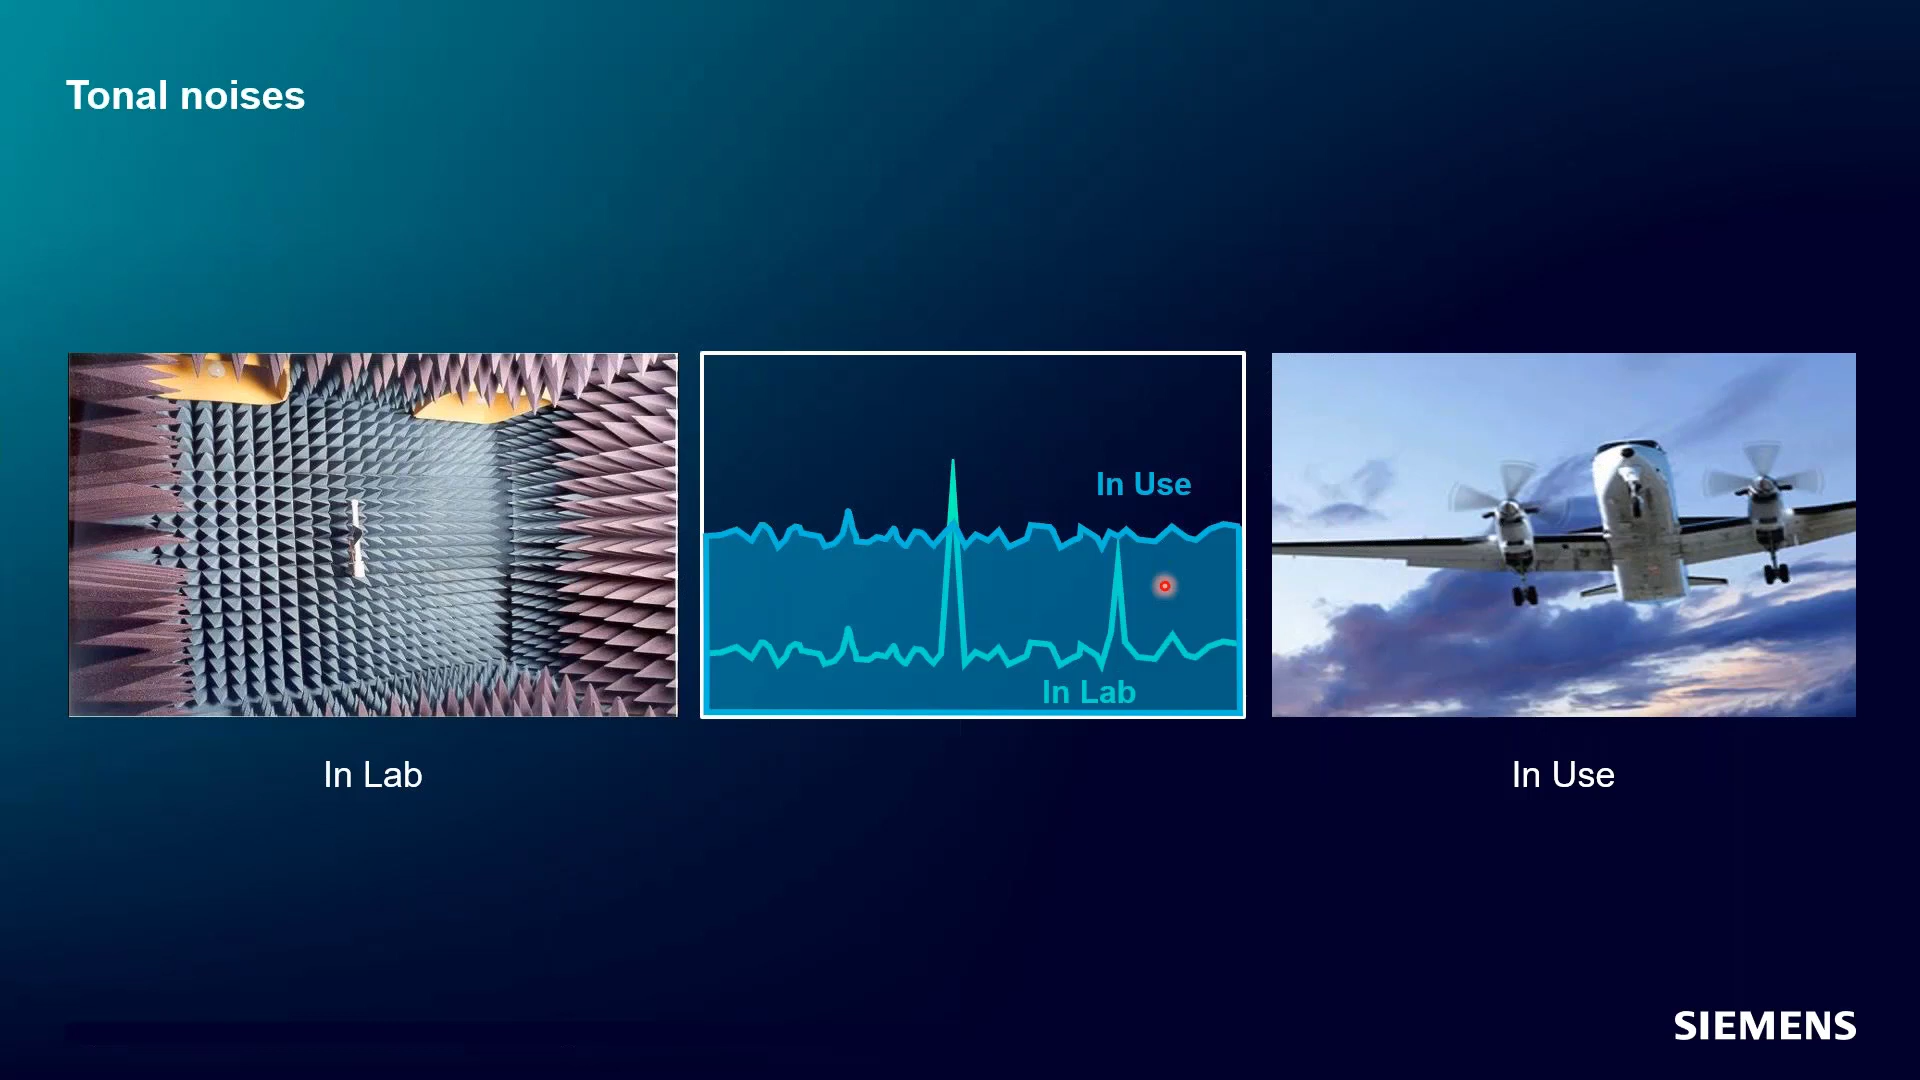 Tonal noises
In Use
In Lab
In Lab
In Use
SIEMENS